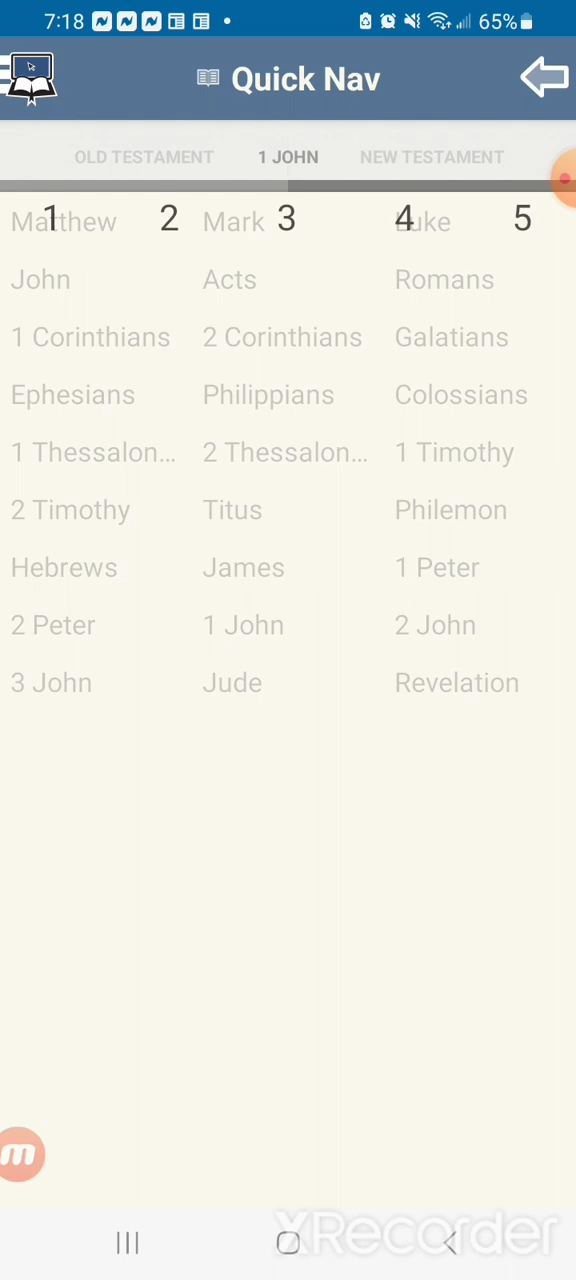 7:18 65%
Quick Nav
OLD TESTAMENT 1 JOHN NEW TESTAMENT
1 2 3 4 5
Matthew Mark Luke
John Acts Romans
1 Corinthians 2 Corinthians Galatians
Ephesians Philippians Colossians
1 Thessalon... 2 Thessalon... 1 Timothy
2 Timothy Titus Philemon
Hebrews James 1 Peter
2 Peter 1 John 2 John
3 John Jude Revelation
XRecorder